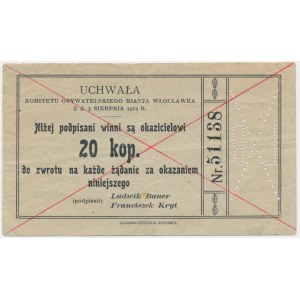 UCHWAŁA
KOMITETU OBYWATELSKIEGO MIASTA WŁOCŁAWKA
Z d. 3 SIERPNIA 1914 R.
Niżej podpisani winni są okazicielowi
20 kop.
do zwrotu na każde żądanie za okazaniem
niniejszego
(podpisali) Ludwik Bauer
Franciszek Kryt
Nr. 51138